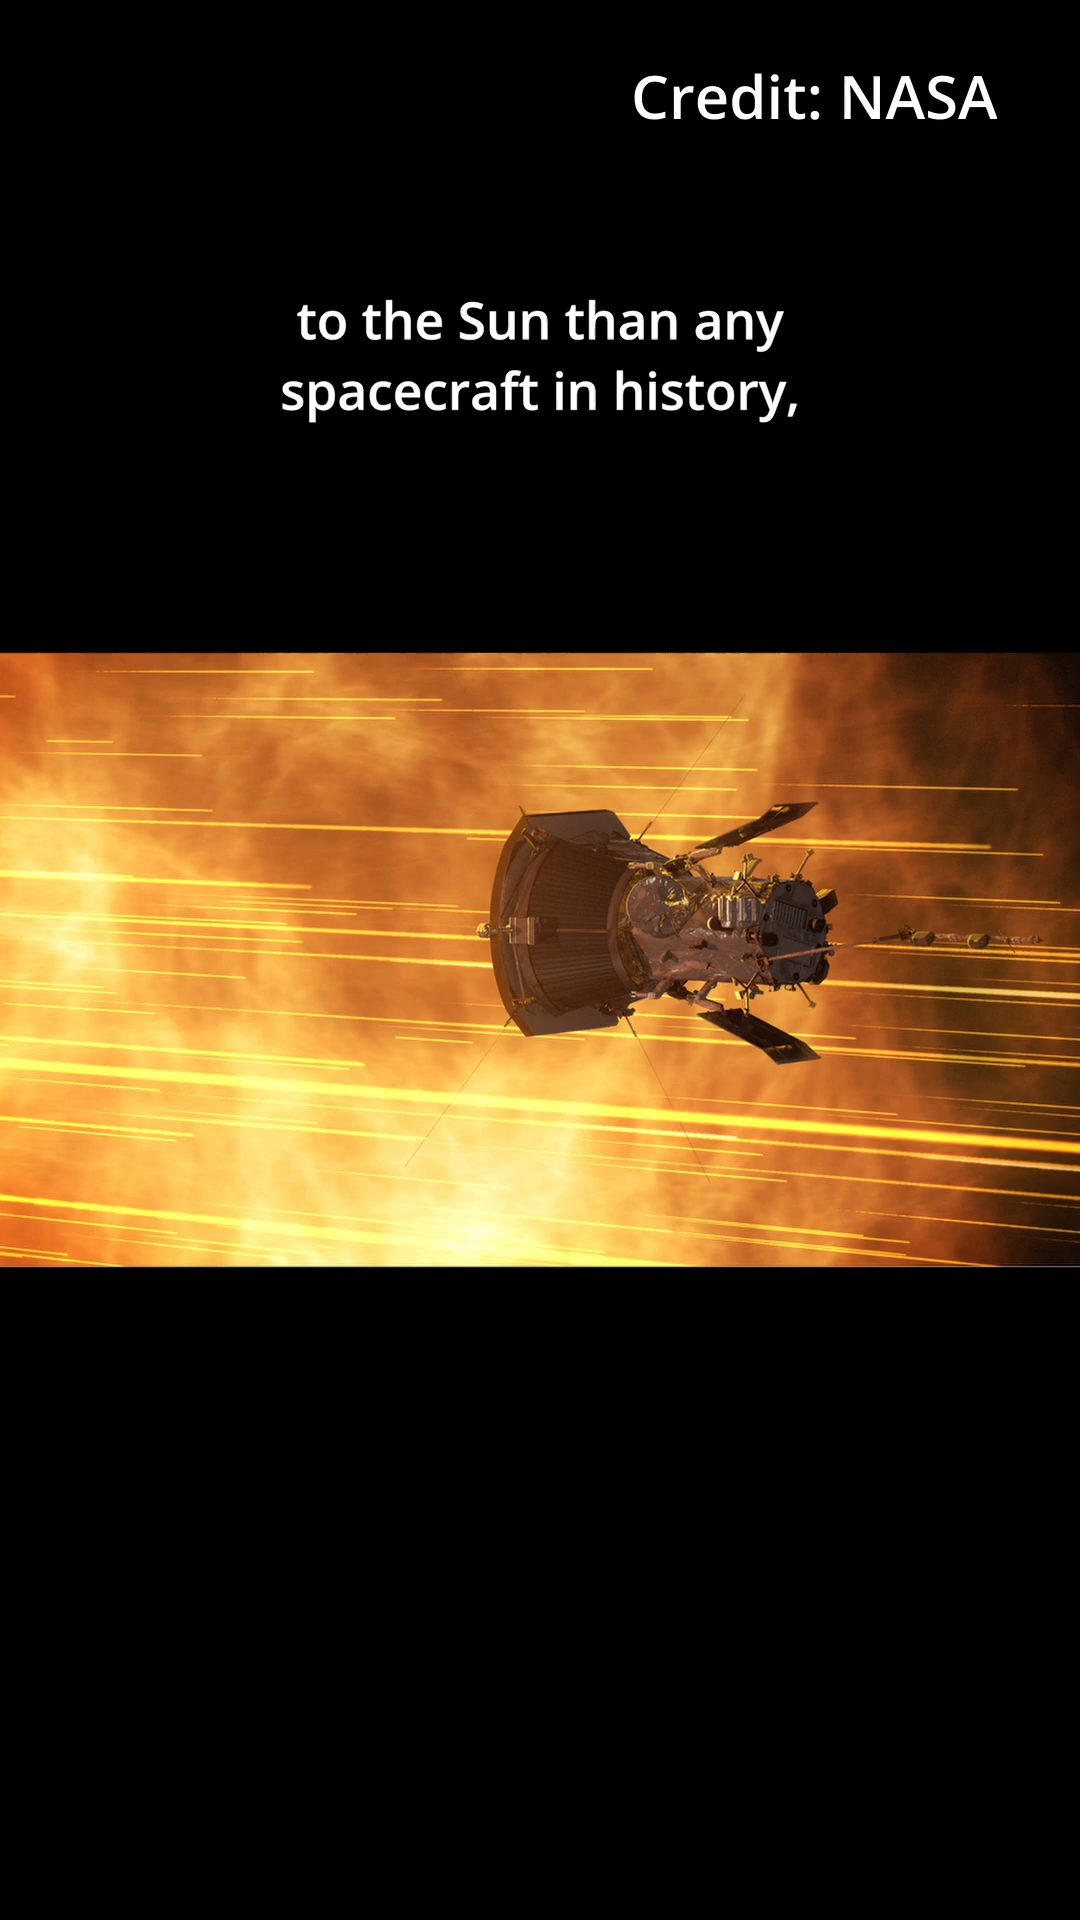 Credit: NASA
to the Sun than any
spacecraft in history,